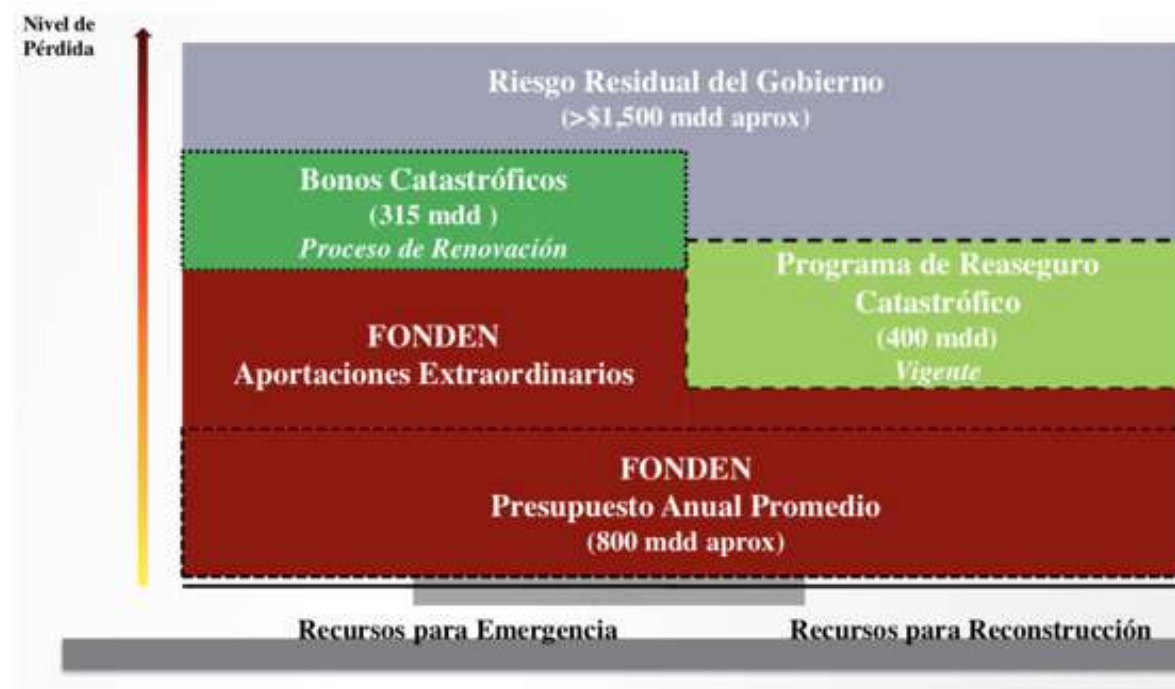 Nivel de
Pérdida
Riesgo Residual del Gobierno
(>$1,500 mdd aprox)
Bonos Catastróficos
(315 mdd )
Proceso de Renovación
Programa de Reaseguro
Catastrófico
(400 mdd)
Vigente
FONDEN
Aportaciones Extraordinarios
FONDEN
Presupuesto Anual Promedio
(800 mdd aprox)
Recursos para Emergencia
Recursos para Reconstrucción